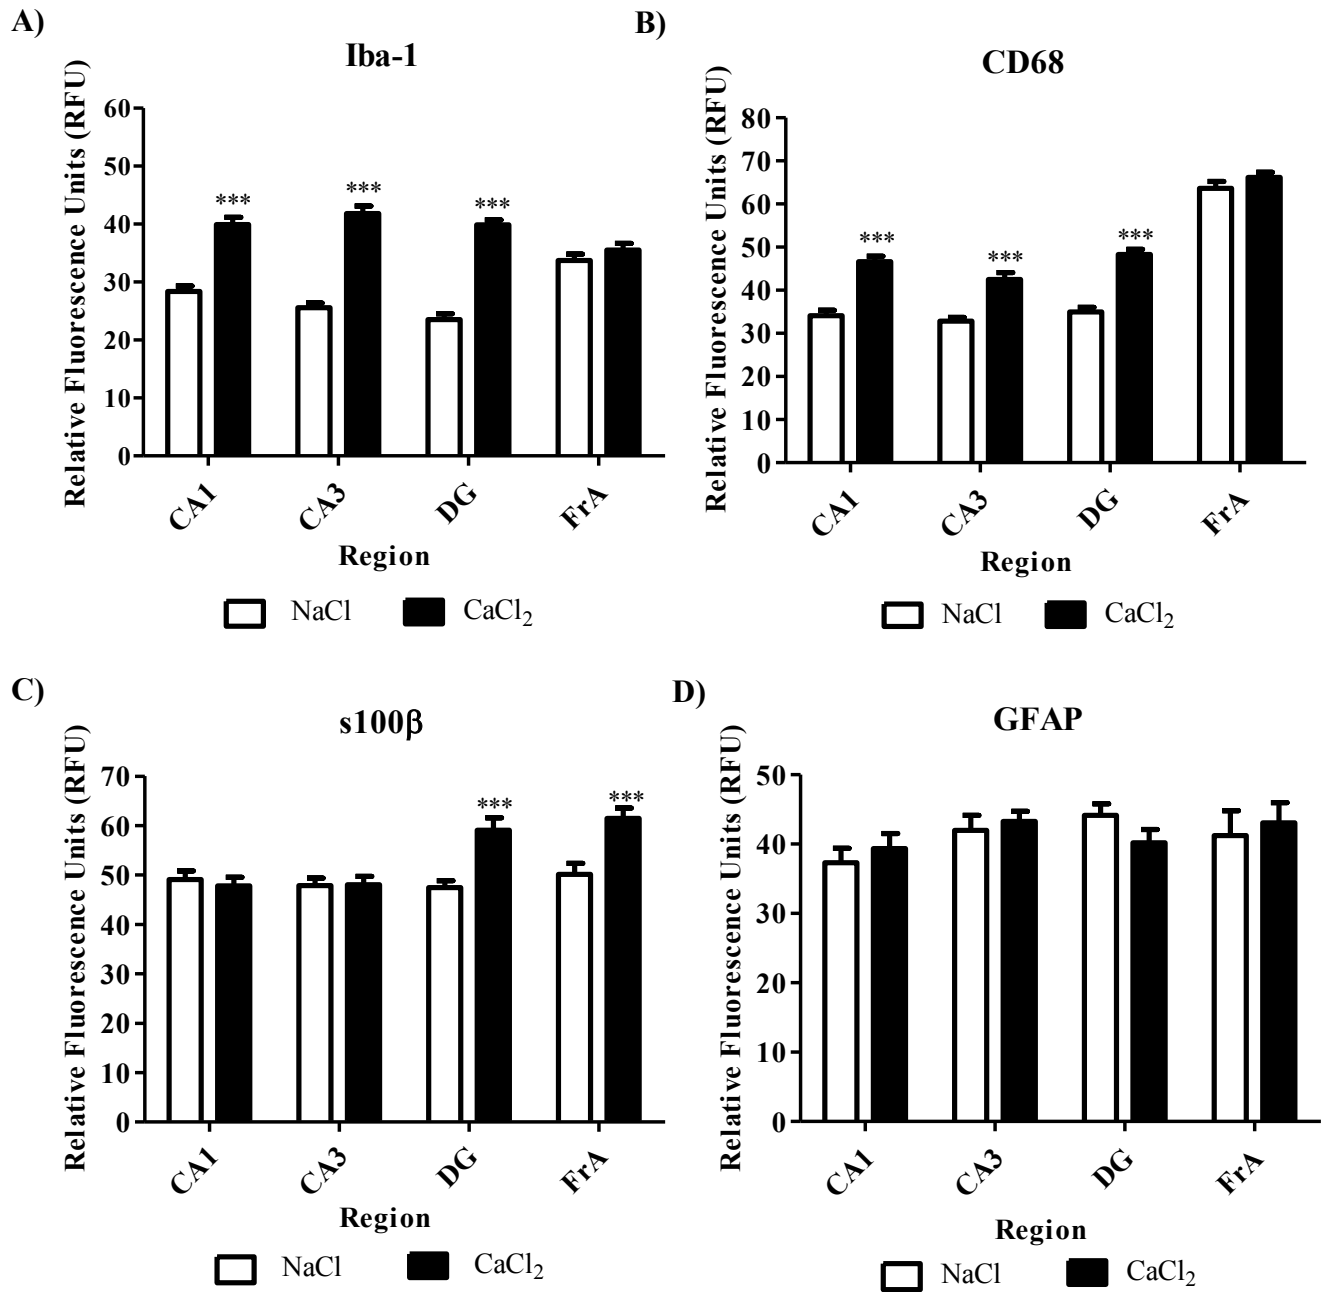 A)
Iba-1
Relative Fluorescence Units (RFU)
60
50
40
30
20
10
0
***
***
***
CA1
CA3
DG
FrA
Region
NaCl
CaCl₂
B)
CD68
Relative Fluorescence Units (RFU)
80
70
60
50
40
30
20
10
0
***
***
***
CA1
CA3
DG
FrA
Region
NaCl
CaCl₂
C)
s100β
Relative Fluorescence Units (RFU)
70
60
50
40
30
20
10
0
***
***
CA1
CA3
DG
FrA
Region
NaCl
CaCl₂
D)
GFAP
Relative Fluorescence Units (RFU)
50
40
30
20
10
0
CA1
CA3
DG
FrA
Region
NaCl
CaCl₂